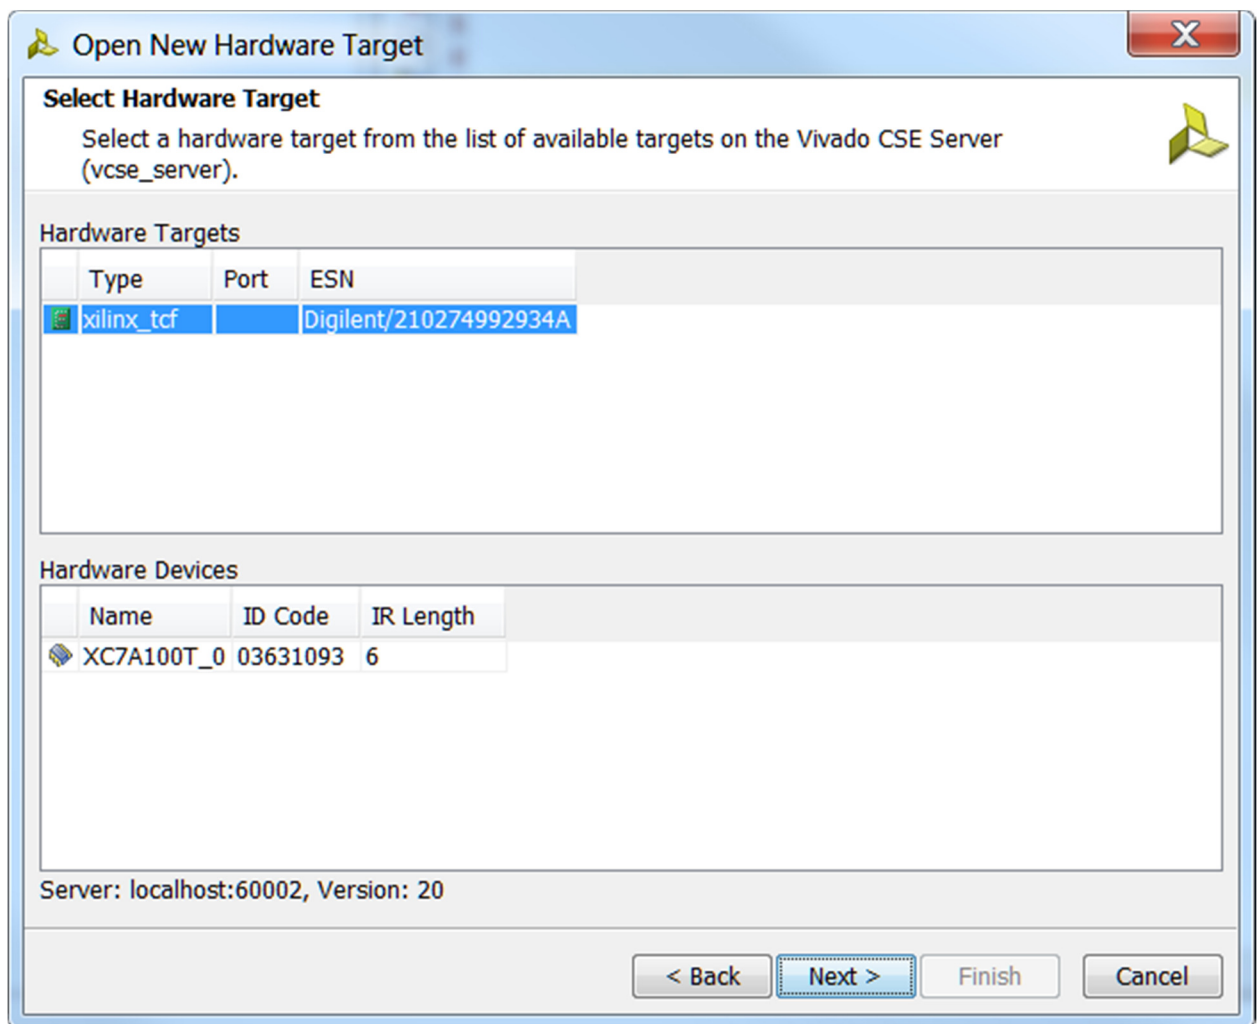 Open New Hardware Target
X
Select Hardware Target
Select a hardware target from the list of available targets on the Vivado CSE Server
(vcse_server).
Hardware Targets
Type Port ESN
xilinx_tcf Digilent/210274992934A
Hardware Devices
Name ID Code IR Length
XC7A100T_0 03631093 6
Server: localhost:60002, Version: 20
< Back Next > Finish Cancel